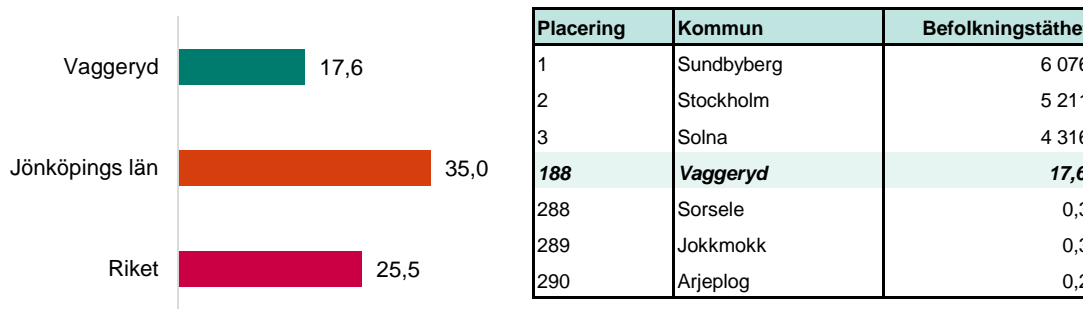 Vaggeryd 17,6
Jönköpings län 35,0
Riket 25,5
Placering Kommun Befolkningstäthet
1 Sundbyberg 6 076
2 Stockholm 5 211
3 Solna 4 316
188 Vaggeryd 17,6
288 Sorsele 0,3
289 Jokkmokk 0,3
290 Arjeplog 0,2